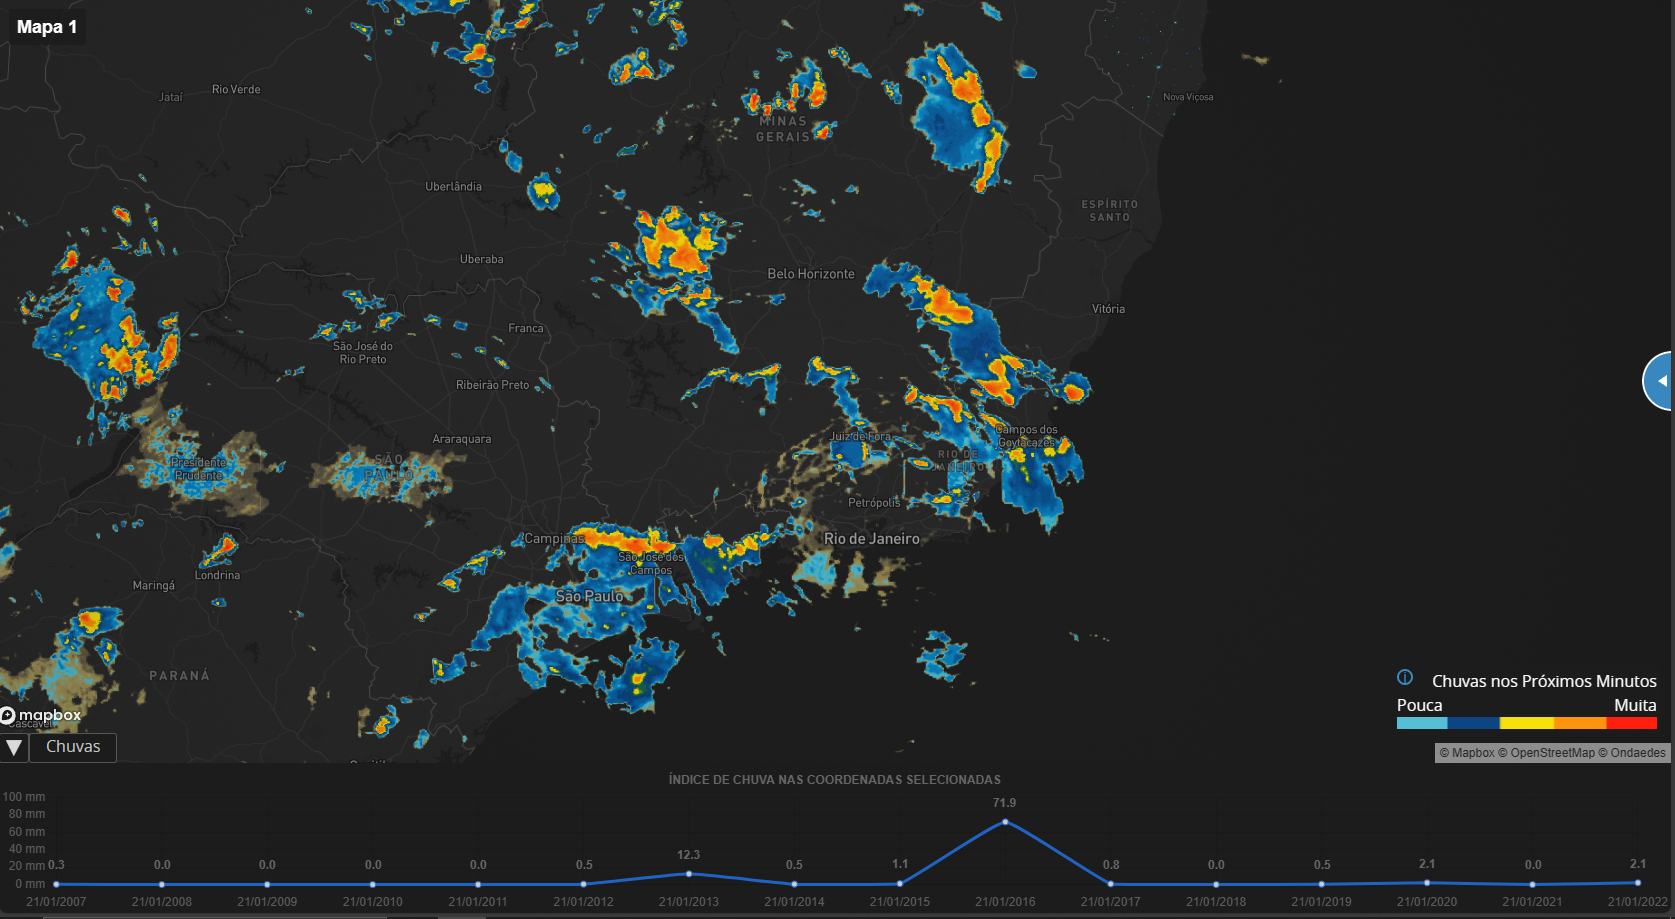 Mapa 1
Jataí
Rio Verde
Nova Viçosa
MINAS
GERAIS
Uberlândia
ESPÍRITO
SANTO
Uberaba
Belo Horizonte
Vitória
Franca
São José do
Rio Preto
Ribeirão Preto
Araraquara
Juiz de Fora
Campos dos
Goytacazes
RIO DE
JANEIRO
Presidente
Prudente
SÃO
PAULO
Petrópolis
Campinas
Rio de Janeiro
São José dos
Campos
Londrina
Maringá
São Paulo
PARANÁ
mapbox
Cascavel
Chuvas
Chuvas nos Próximos Minutos
Pouca Muita
© Mapbox © OpenStreetMap © Ondaedes
ÍNDICE DE CHUVA NAS COORDENADAS SELECIONADAS
100 mm
80 mm
60 mm
40 mm
20 mm
0 mm
0.3 0.0 0.0 0.0 0.0 0.5 12.3 0.5 1.1 71.9 0.8 0.0 0.5 2.1 0.0 2.1
21/01/2007 21/01/2008 21/01/2009 21/01/2010 21/01/2011 21/01/2012 21/01/2013 21/01/2014 21/01/2015 21/01/2016 21/01/2017 21/01/2018 21/01/2019 21/01/2020 21/01/2021 21/01/2022